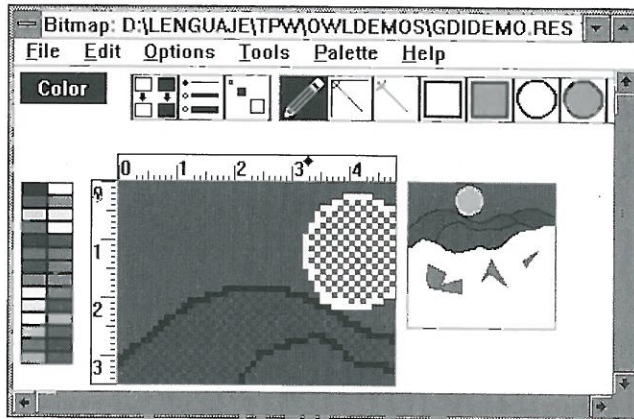 Bitmap: D:\LENGUAJE\TPW\OWLDEMOS\GDIDEMO.RES
File Edit Options Tools Palette Help
Color
0 1 2 3 4
0
1
2
3